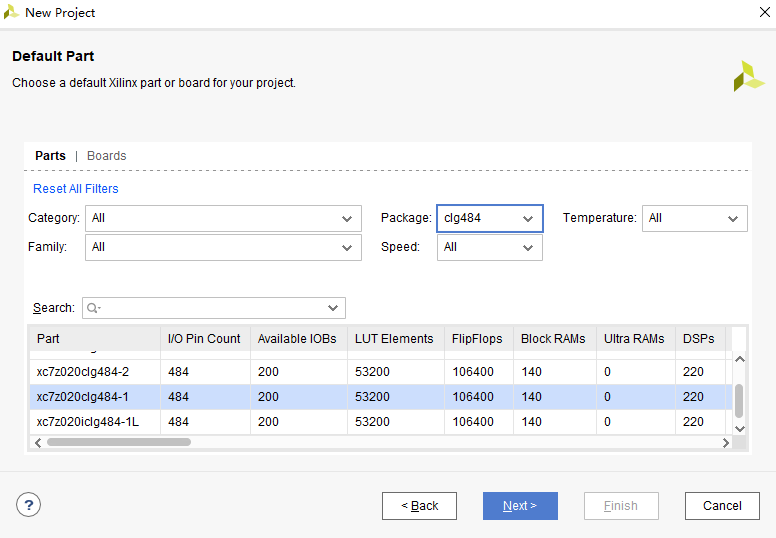 New Project
Default Part
Choose a default Xilinx part or board for your project.
Parts | Boards
Reset All Filters
Category: All Package: clg484 Temperature: All
Family: All Speed: All
Search:
Part I/O Pin Count Available IOBs LUT Elements FlipFlops Block RAMs Ultra RAMs DSPs
xc7z020clg484-2 484 200 53200 106400 140 0 220
xc7z020clg484-1 484 200 53200 106400 140 0 220
xc7z020iclg484-1L 484 200 53200 106400 140 0 220
? < Back Next > Finish Cancel